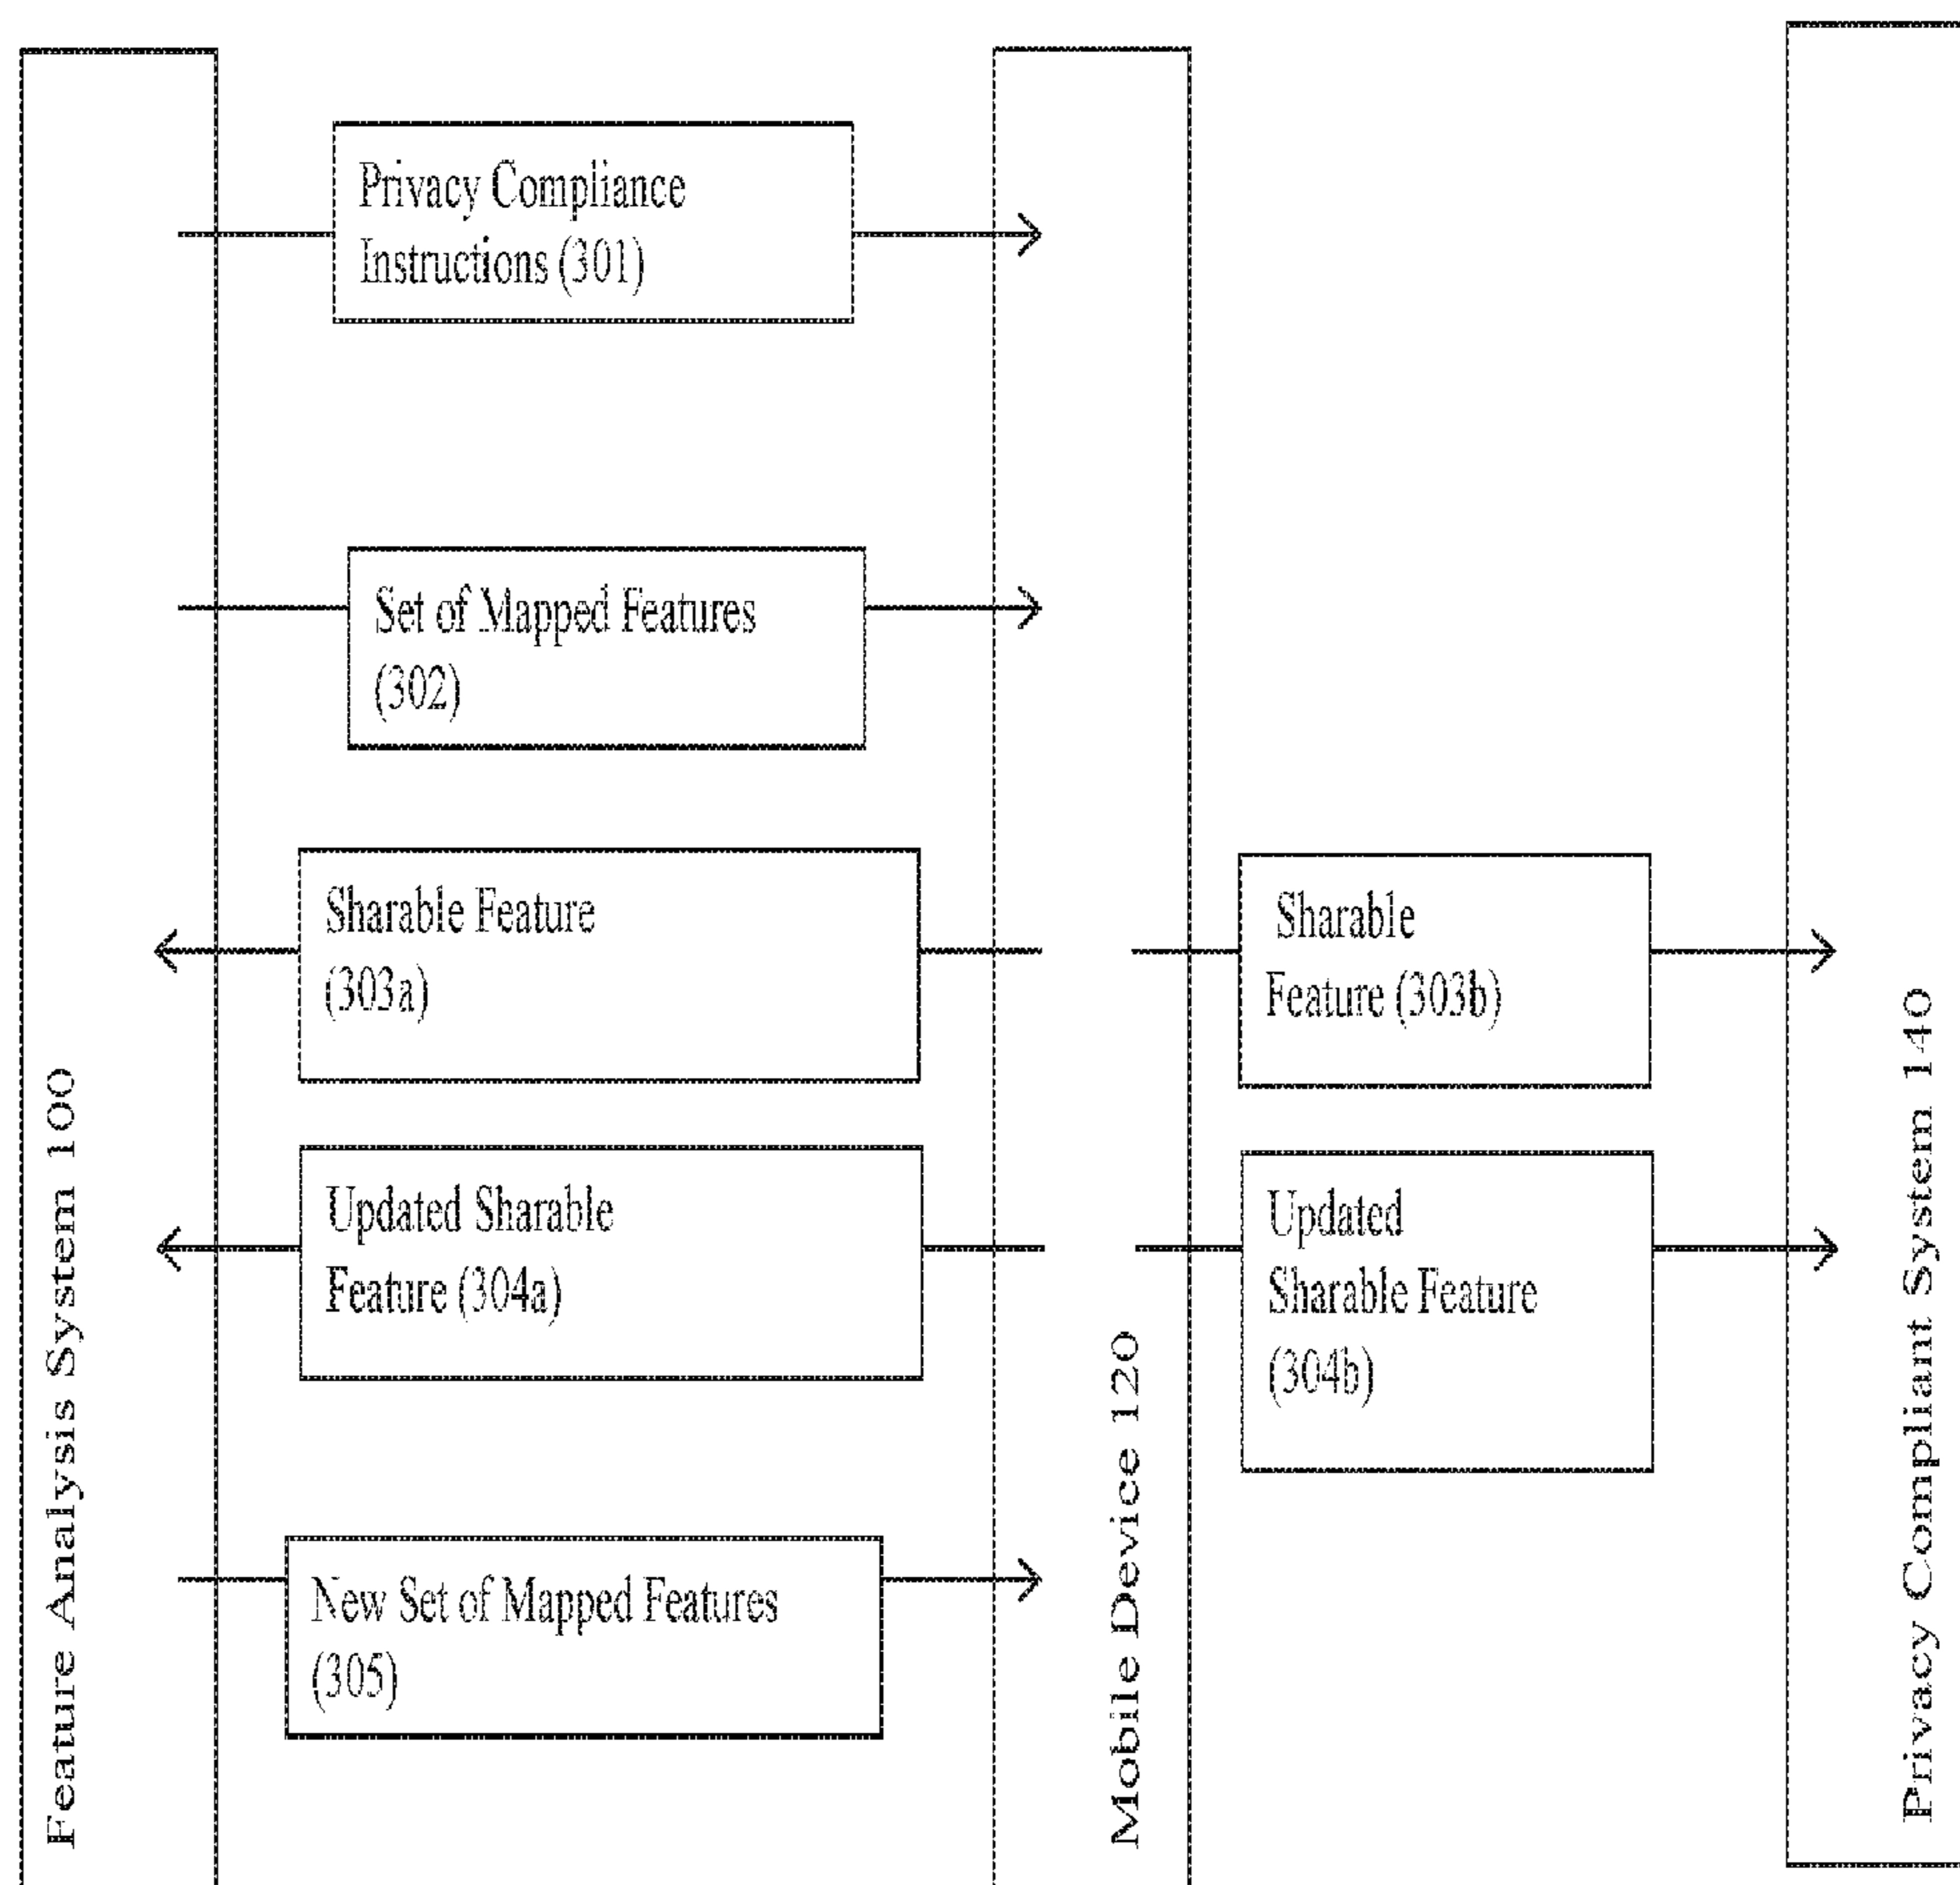 Privacy Compliance
Instructions (301)
Set of Mapped Features
(302)
Sharable Feature
(303a)
Sharable
Feature (303b)
Updated Sharable
Feature (304a)
Updated
Sharable Feature
(304b)
New Set of Mapped Features
(305)
Feature Analysis System 100
Mobile Device 120
Privacy Compliant System 140